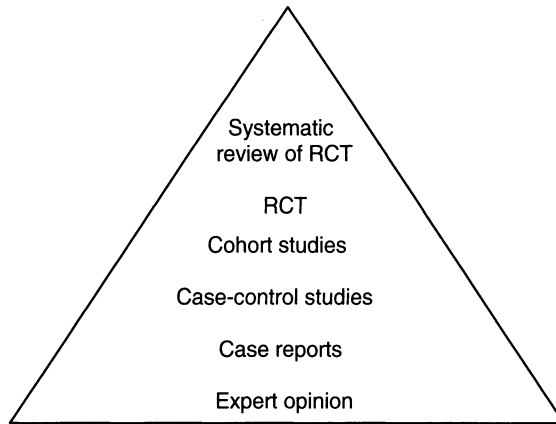 Systematic
review of RCT
RCT
Cohort studies
Case-control studies
Case reports
Expert opinion